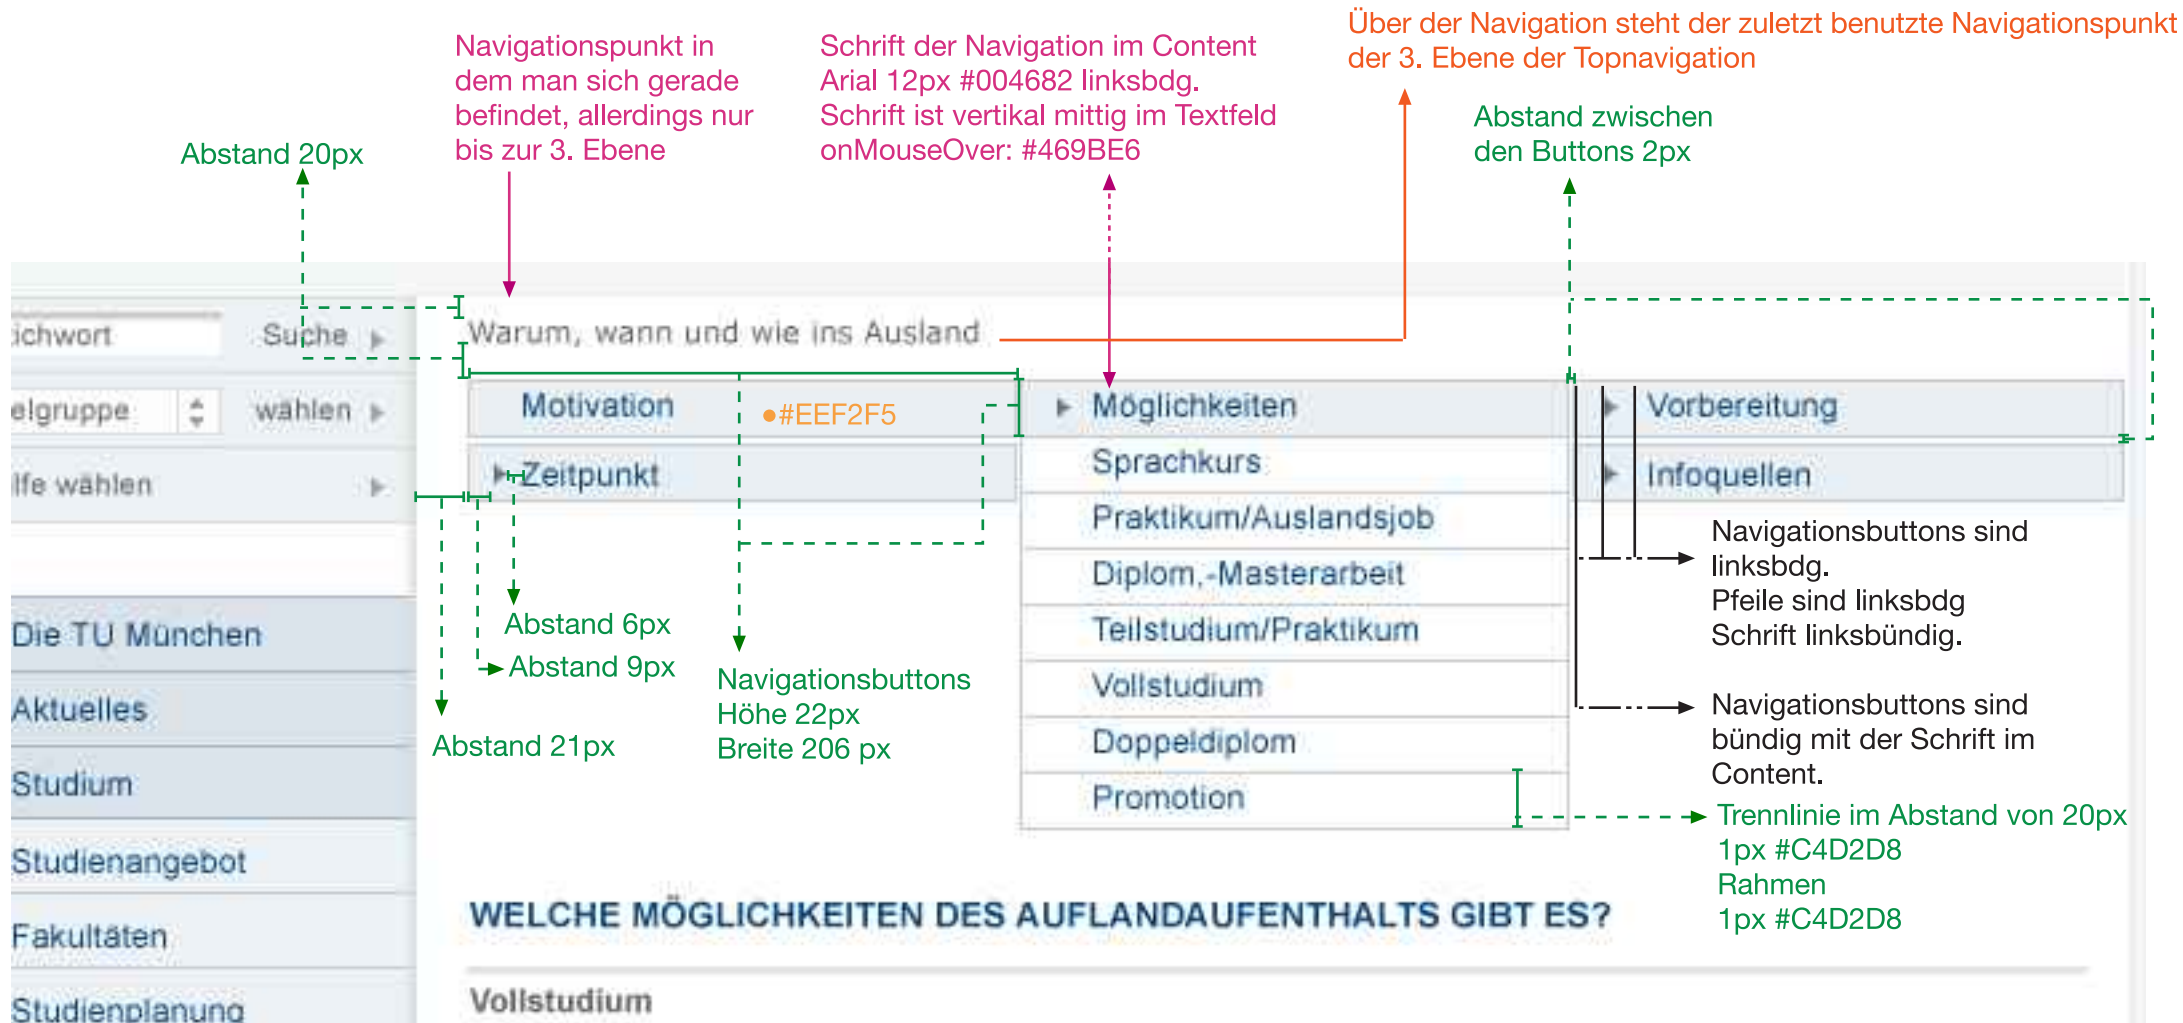 Über der Navigation steht der zuletzt benutzte Navigationspunkt
der 3. Ebene der Topnavigation
Navigationspunkt in
dem man sich gerade
befindet, allerdings nur
bis zur 3. Ebene
Schrift der Navigation im Content
Arial 12px #004682 linksbdg.
Schrift ist vertikal mittig im Textfeld
onMouseOver: #469BE6
Abstand zwischen
den Buttons 2px
Abstand 20px
ichwort
Suche
elgruppe
wählen
lfe wählen
Die TU München
Aktuelles
Studium
Studienangebot
Fakultäten
Studienplanung
Warum, wann und wie ins Ausland
Motivation
#EEF2F5
Zeitpunkt
Möglichkeiten
Sprachkurs
Praktikum/Auslandsjob
Diplom,-Masterarbeit
Teilstudium/Praktikum
Vollstudium
Doppeldiplom
Promotion
Vorbereitung
Infoquellen
Abstand 6px
Abstand 9px
Abstand 21px
Navigationsbuttons
Höhe 22px
Breite 206 px
Navigationsbuttons sind
linksbdg.
Pfeile sind linksbdg
Schrift linksbündig.
Navigationsbuttons sind
bündig mit der Schrift im
Content.
Trennlinie im Abstand von 20px
1px #C4D2D8
Rahmen
1px #C4D2D8
WELCHE MÖGLICHKEITEN DES AUFLANDAUFENTHALTS GIBT ES?
Vollstudium